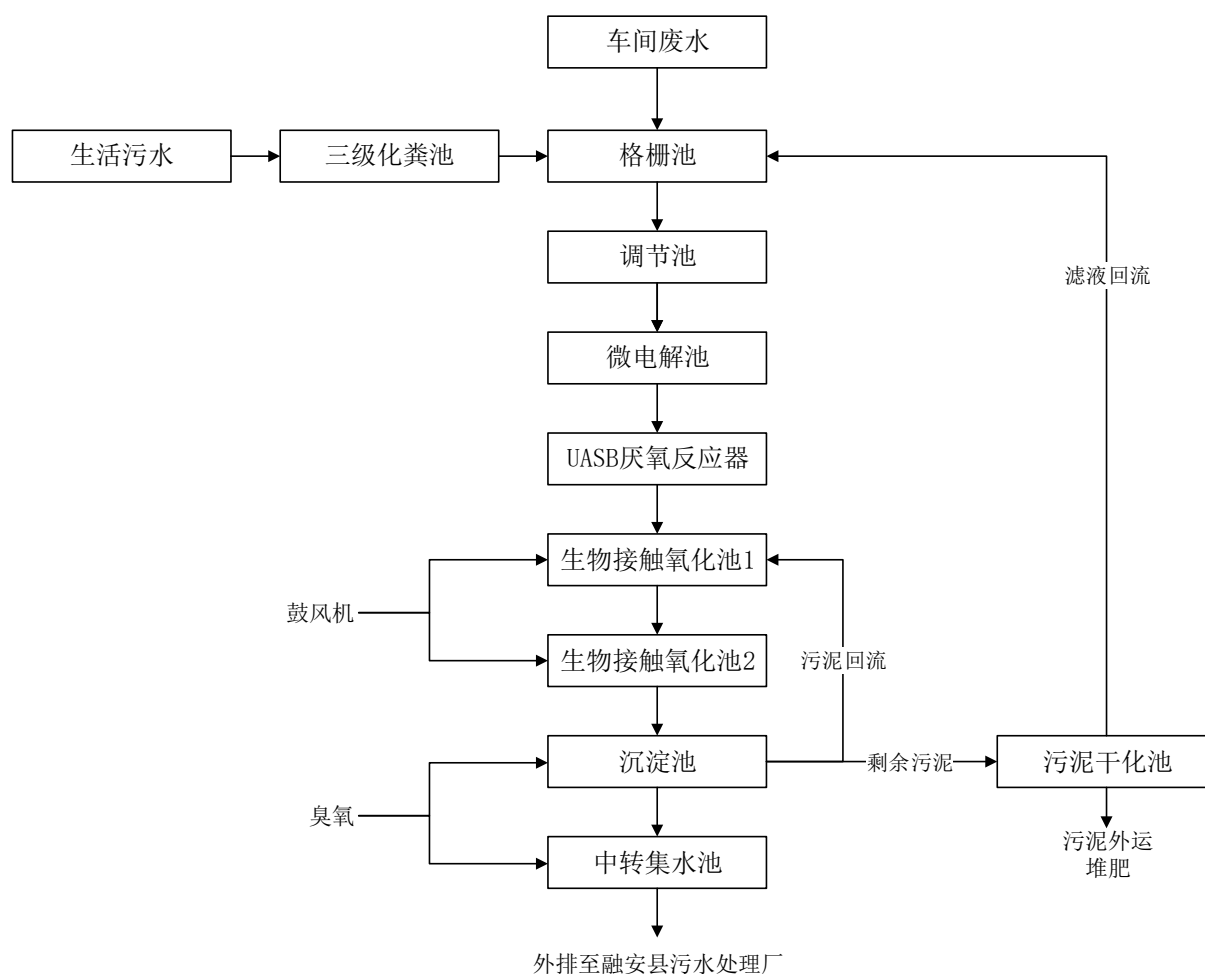 车间废水
生活污水
三级化粪池
格栅池
调节池
滤液回流
微电解池
UASB厌氧反应器
生物接触氧化池1
鼓风机
生物接触氧化池2
污泥回流
沉淀池
剩余污泥
污泥干化池
臭氧
中转集水池
污泥外运
堆肥
外排至融安县污水处理厂